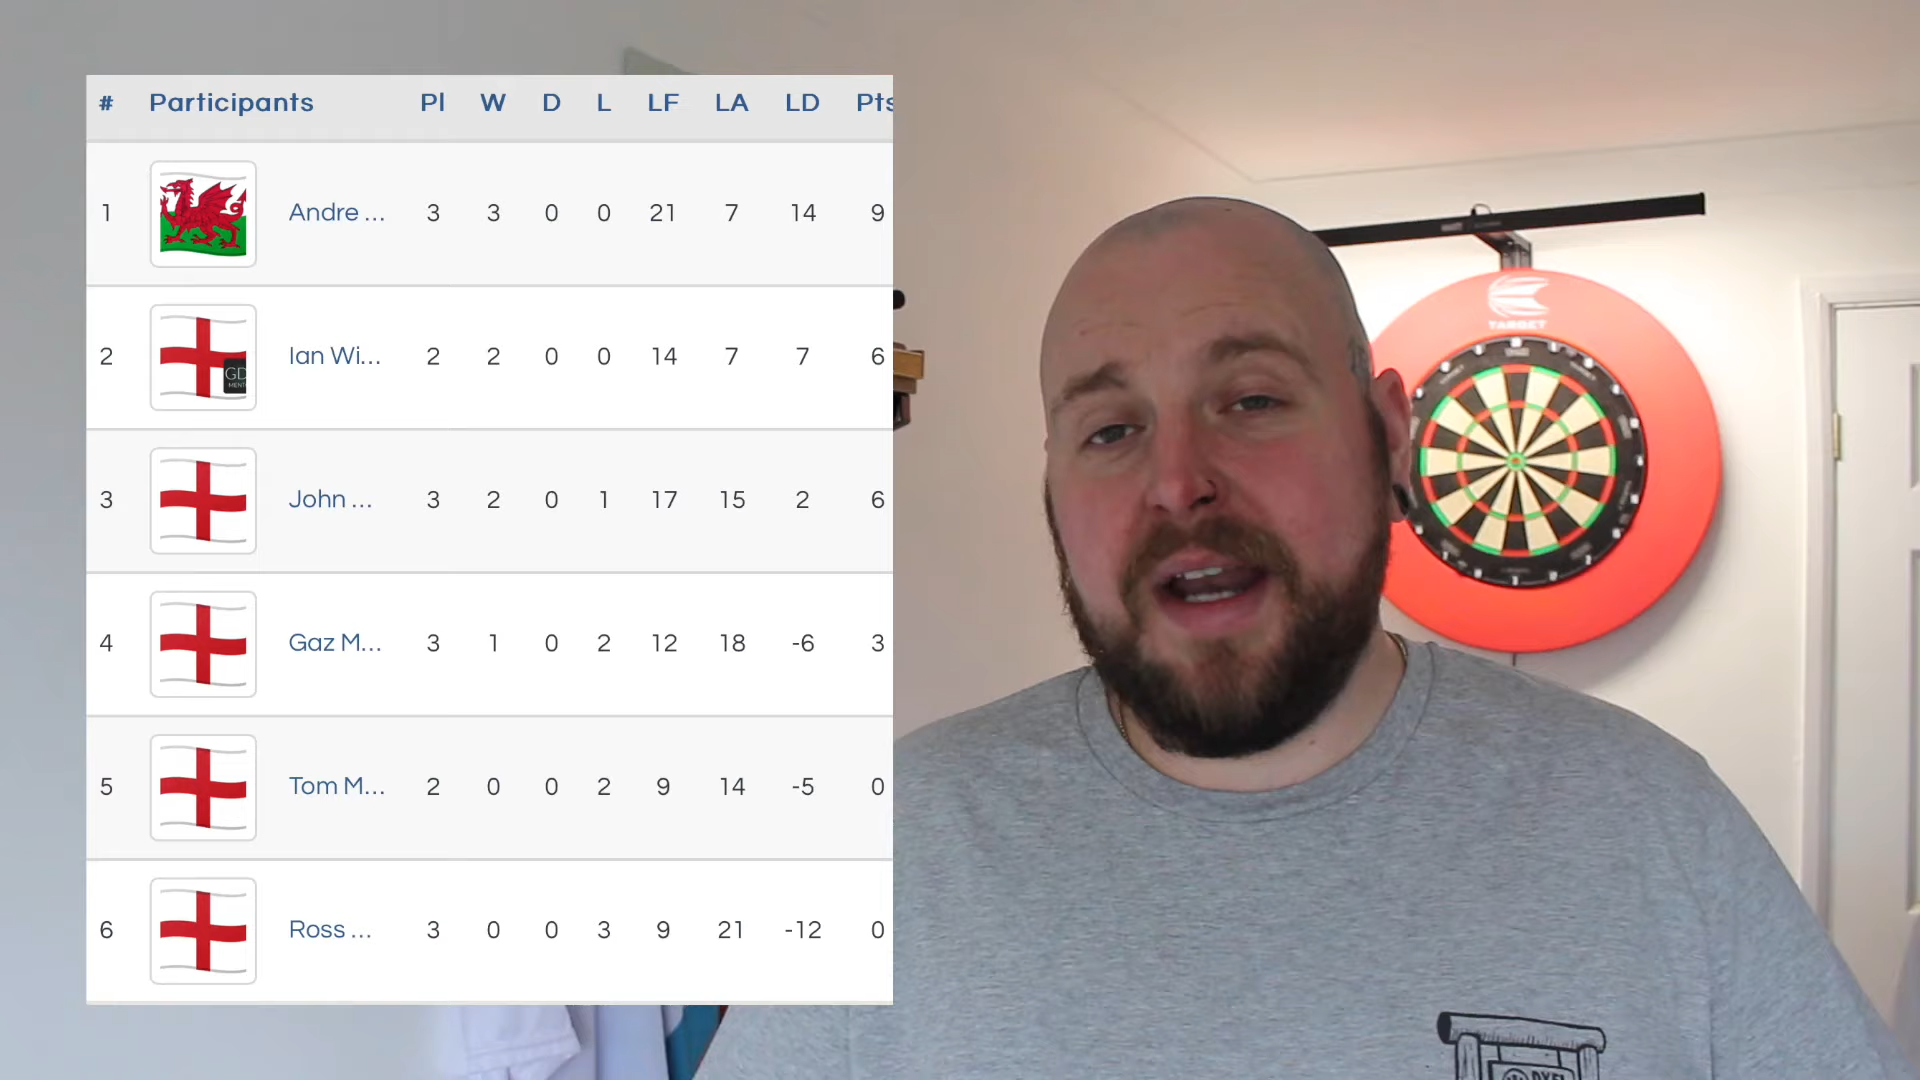 # Participants Pl W D L LF LA LD Pts
1 Andre ... 3 3 0 0 21 7 14 9
2 Ian Wi... 2 2 0 0 14 7 7 6
GD
MENT
3 John ... 3 2 0 1 17 15 2 6
4 Gaz M... 3 1 0 2 12 18 -6 3
5 Tom M... 2 0 0 2 9 14 -5 0
6 Ross ... 3 0 0 3 9 21 -12 0
TARGET